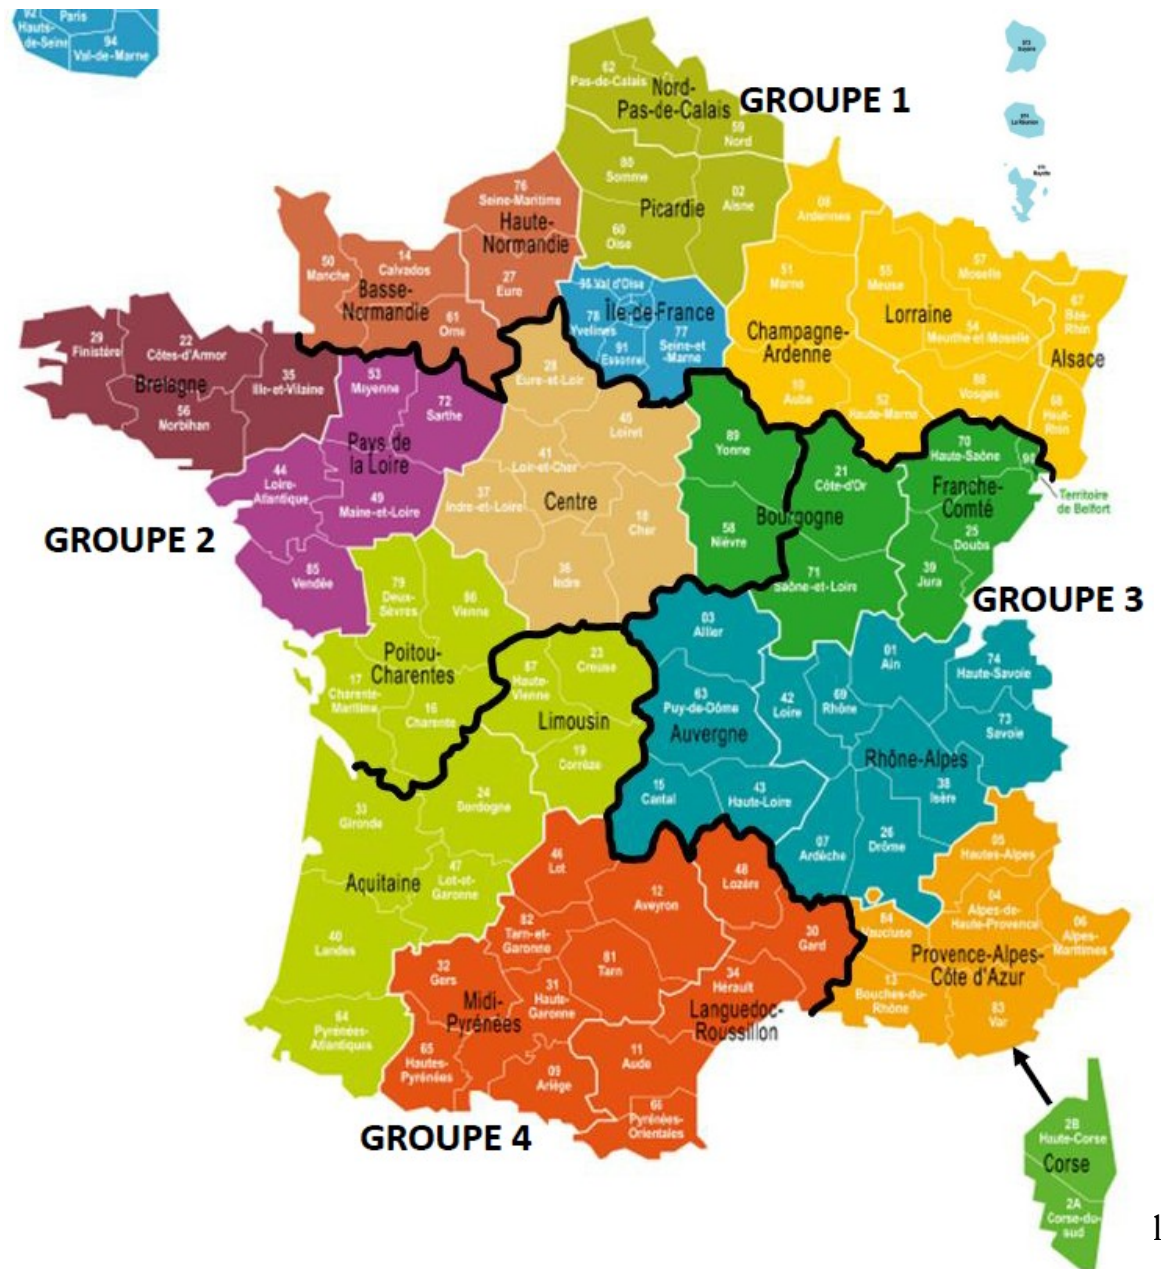 92
Hauts-
de-Seine
Paris
94
Val-de-Marne
62
Pas-de-Calais
Nord-
Pas-de-Calais
59
Nord
GROUPE 1
80
Somme
02
Aisne
Picardie
60
Oise
76
Seine-Maritime
Haute-
Normandie
27
Eure
50
Manche
14
Calvados
Basse-
Normandie
61
Orne
95 Val d'Oise
78
Yvelines
Île-de-France
91
Essonne
77
Seine-et
-Marne
08
Ardennes
51
Marne
Champagne-
Ardenne
10
Aube
52
Haute-Marne
55
Meuse
57
Moselle
Lorraine
54
Meurthe et Moselle
88
Vosges
67
Bas-
Rhin
Alsace
68
Haut-
Rhin
29
Finistère
22
Côtes-d'Armor
Bretagne
35
Ille-et-Vilaine
56
Morbihan
53
Mayenne
72
Sarthe
Pays de
la Loire
44
Loire-
Atlantique
49
Maine-et-Loire
85
Vendée
GROUPE 2
28
Eure-et-Loir
45
Loiret
41
Loir-et-Cher
37
Indre-et-Loire
Centre
18
Cher
36
Indre
89
Yonne
21
Côte-d'Or
Bourgogne
58
Nièvre
71
Saône-et-Loire
70
Haute-Saône
90
Territoire
de Belfort
Franche-
Comté
25
Doubs
39
Jura
GROUPE 3
79
Deux-
Sèvres
86
Vienne
Poitou-
Charentes
17
Charente-
Maritime
16
Charente
87
Haute-
Vienne
23
Creuse
Limousin
19
Corrèze
03
Allier
63
Puy-de-Dôme
Auvergne
15
Cantal
43
Haute-Loire
42
Loire
69
Rhône
01
Ain
74
Haute-Savoie
73
Savoie
Rhône-Alpes
38
Isère
07
Ardèche
26
Drôme
33
Gironde
24
Dordogne
47
Lot-et-
Garonne
Aquitaine
40
Landes
64
Pyrénées-
Atlantiques
46
Lot
12
Aveyron
82
Tarn-et-
Garonne
81
Tarn
32
Gers
31
Haute-
Garonne
Midi-
Pyrénées
65
Hautes-
Pyrénées
09
Ariège
48
Lozère
30
Gard
34
Hérault
Languedoc-
Roussillon
11
Aude
66
Pyrénées-
Orientales
GROUPE 4
05
Hautes-Alpes
04
Alpes-de-
Haute-Provence
06
Alpes-
Maritimes
84
Vaucluse
Provence-Alpes-
Côte d'Azur
13
Bouches-du-
Rhône
83
Var
2B
Haute-Corse
Corse
2A
Corse-du-
sud
l